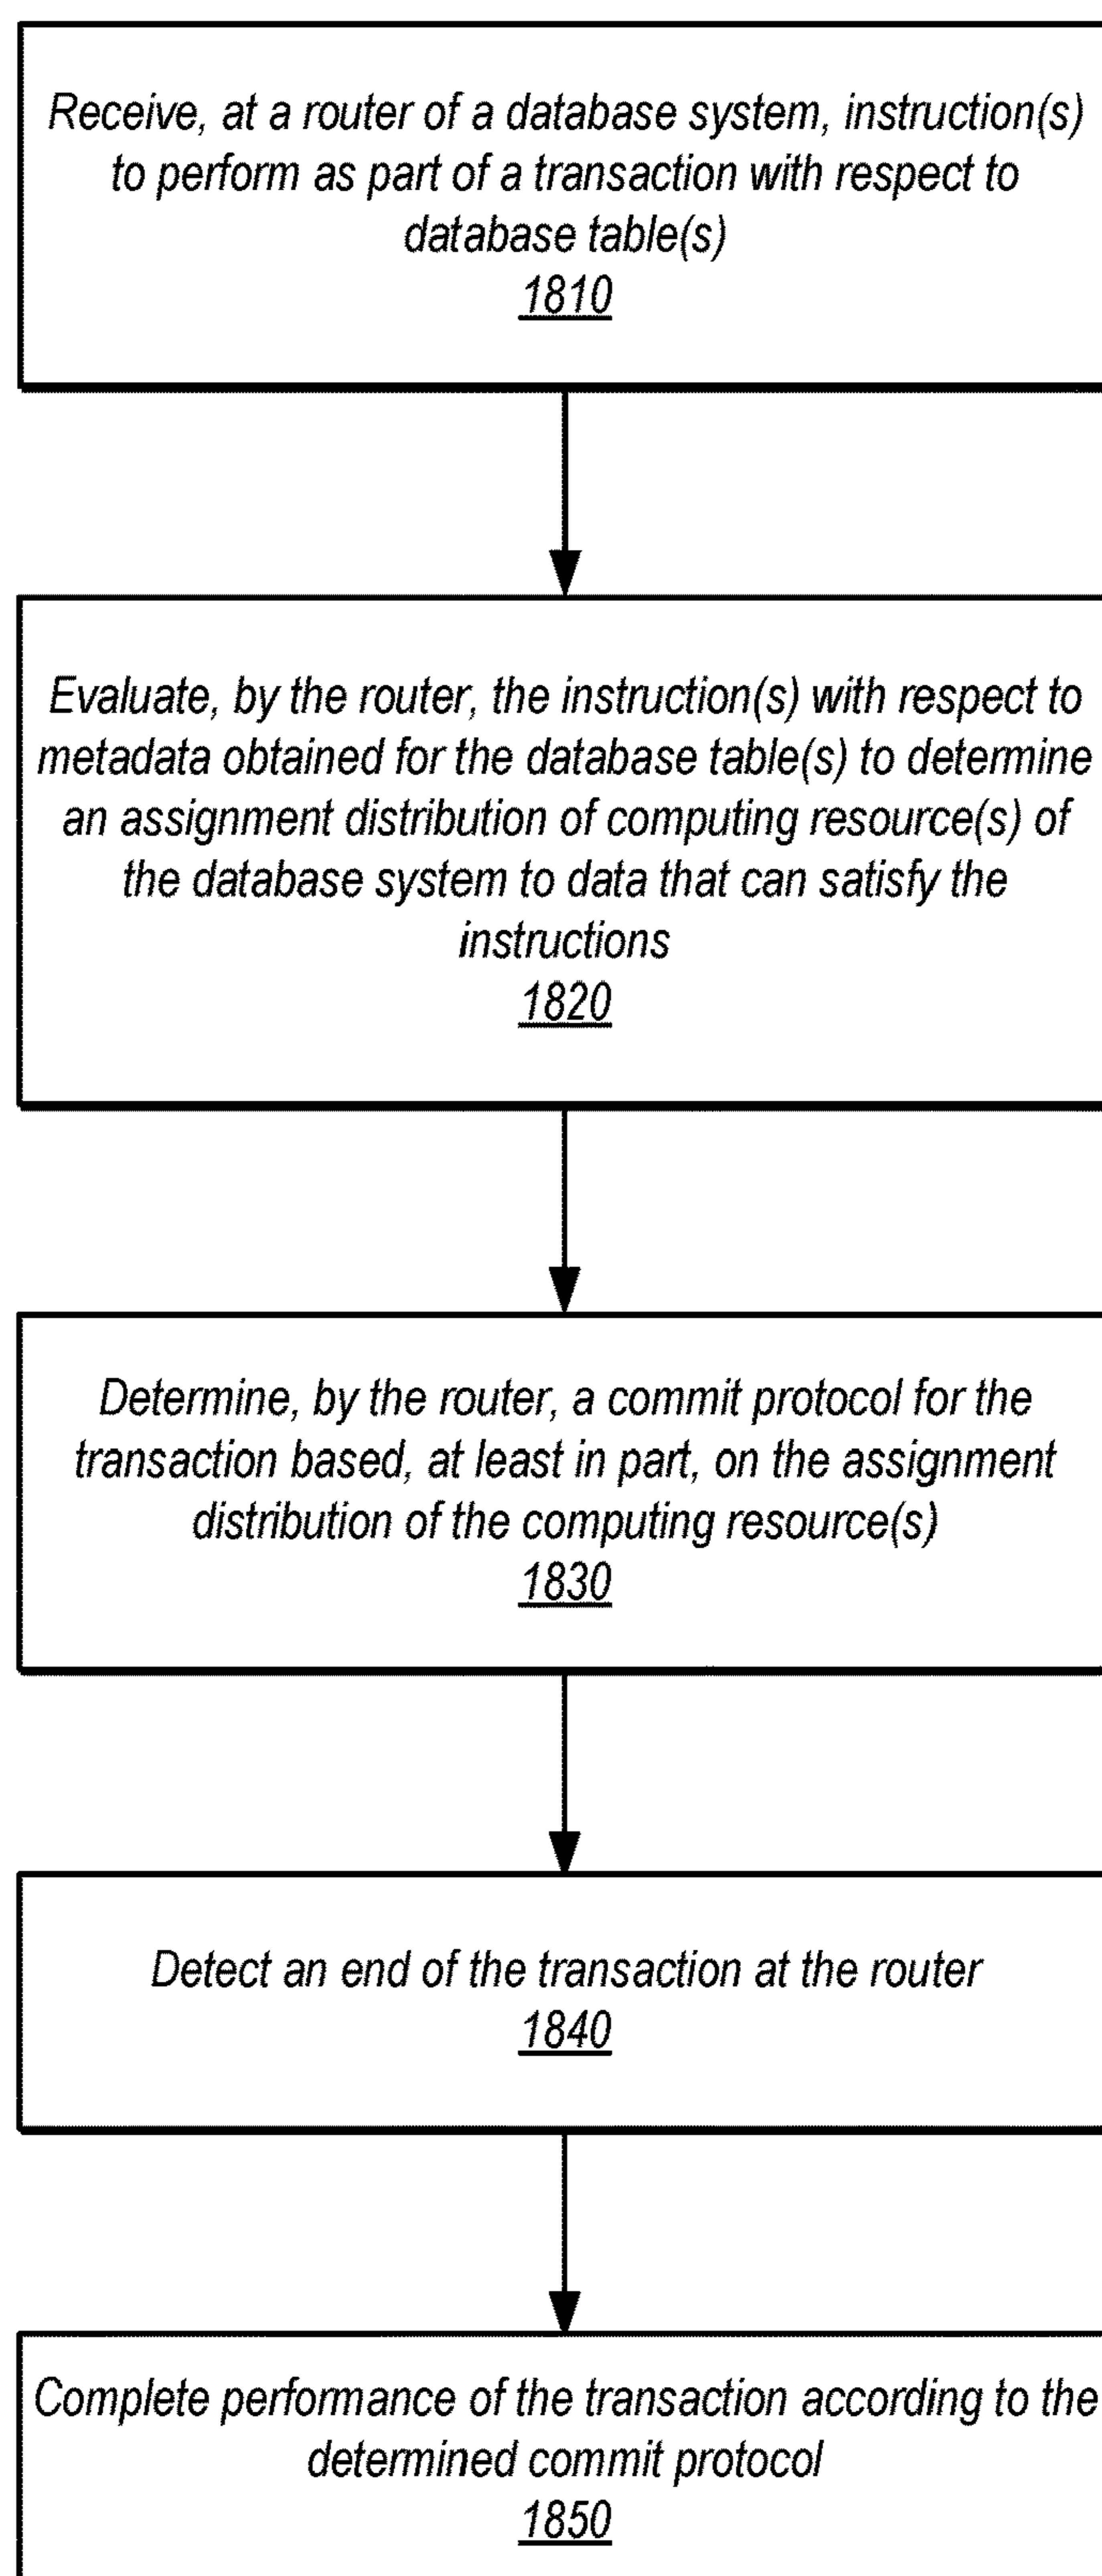 Receive, at a router of a database system, instruction(s)
to perform as part of a transaction with respect to
database table(s)
1810
Evaluate, by the router, the instruction(s) with respect to
metadata obtained for the database table(s) to determine
an assignment distribution of computing resource(s) of
the database system to data that can satisfy the
instructions
1820
Determine, by the router, a commit protocol for the
transaction based, at least in part, on the assignment
distribution of the computing resource(s)
1830
Detect an end of the transaction at the router
1840
Complete performance of the transaction according to the
determined commit protocol
1850